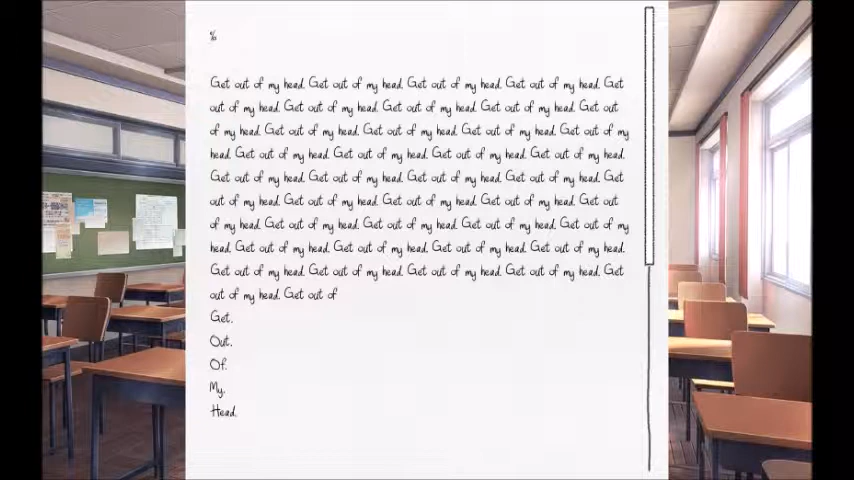 %
Get out of my head. Get out of my head. Get out of my head. Get out of my head. Get
out of my head. Get out of my head. Get out of my head. Get out of my head. Get out
of my head. Get out of my head. Get out of my head. Get out of my head. Get out of my
head. Get out of my head. Get out of my head. Get out of my head. Get out of my head.
Get out of my head. Get out of my head. Get out of my head. Get out of my head. Get
out of my head. Get out of my head. Get out of my head. Get out of my head. Get out
of my head. Get out of my head. Get out of my head. Get out of my head. Get out of my
head. Get out of my head. Get out of my head. Get out of my head. Get out of my head.
Get out of my head. Get out of my head. Get out of my head. Get out of my head. Get
out of my head. Get out of
Get.
Out.
Of.
My.
Head.